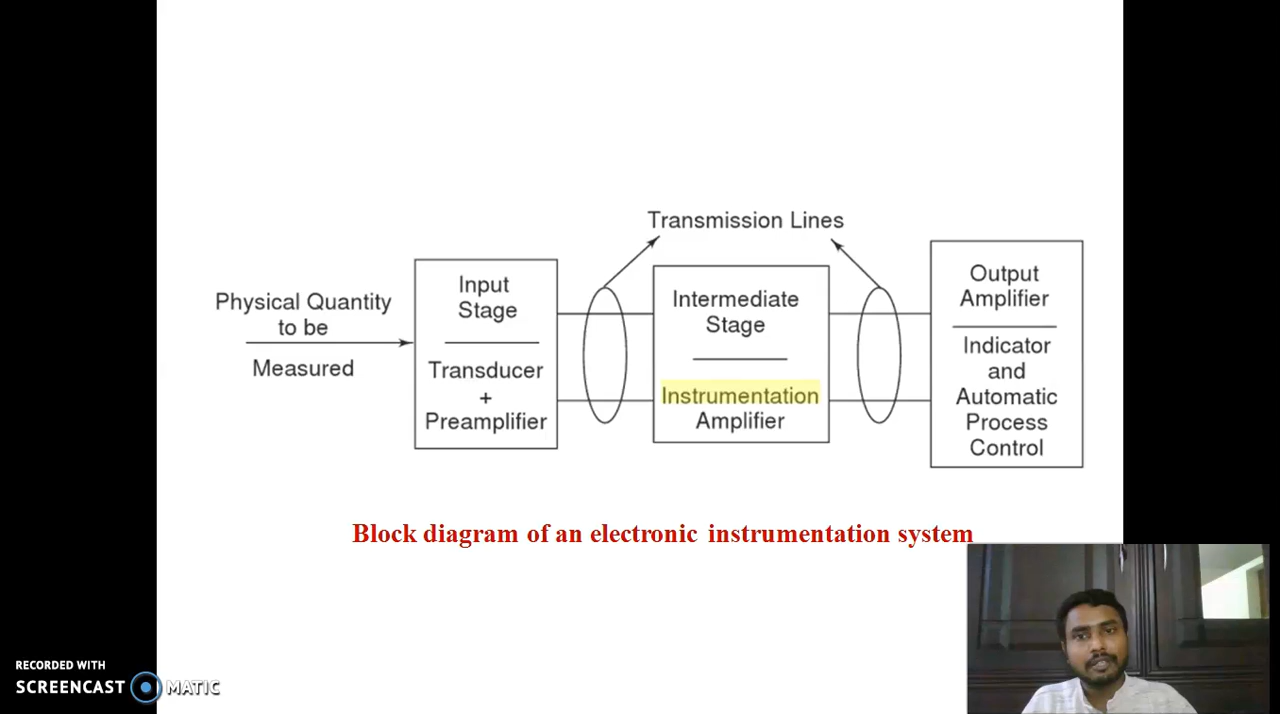 Transmission Lines
Physical Quantity
to be
Measured
Input
Stage
Transducer
+
Preamplifier
Intermediate
Stage
Instrumentation
Amplifier
Output
Amplifier
Indicator
and
Automatic
Process
Control
Block diagram of an electronic instrumentation system
RECORDED WITH
SCREENCAST MATIC